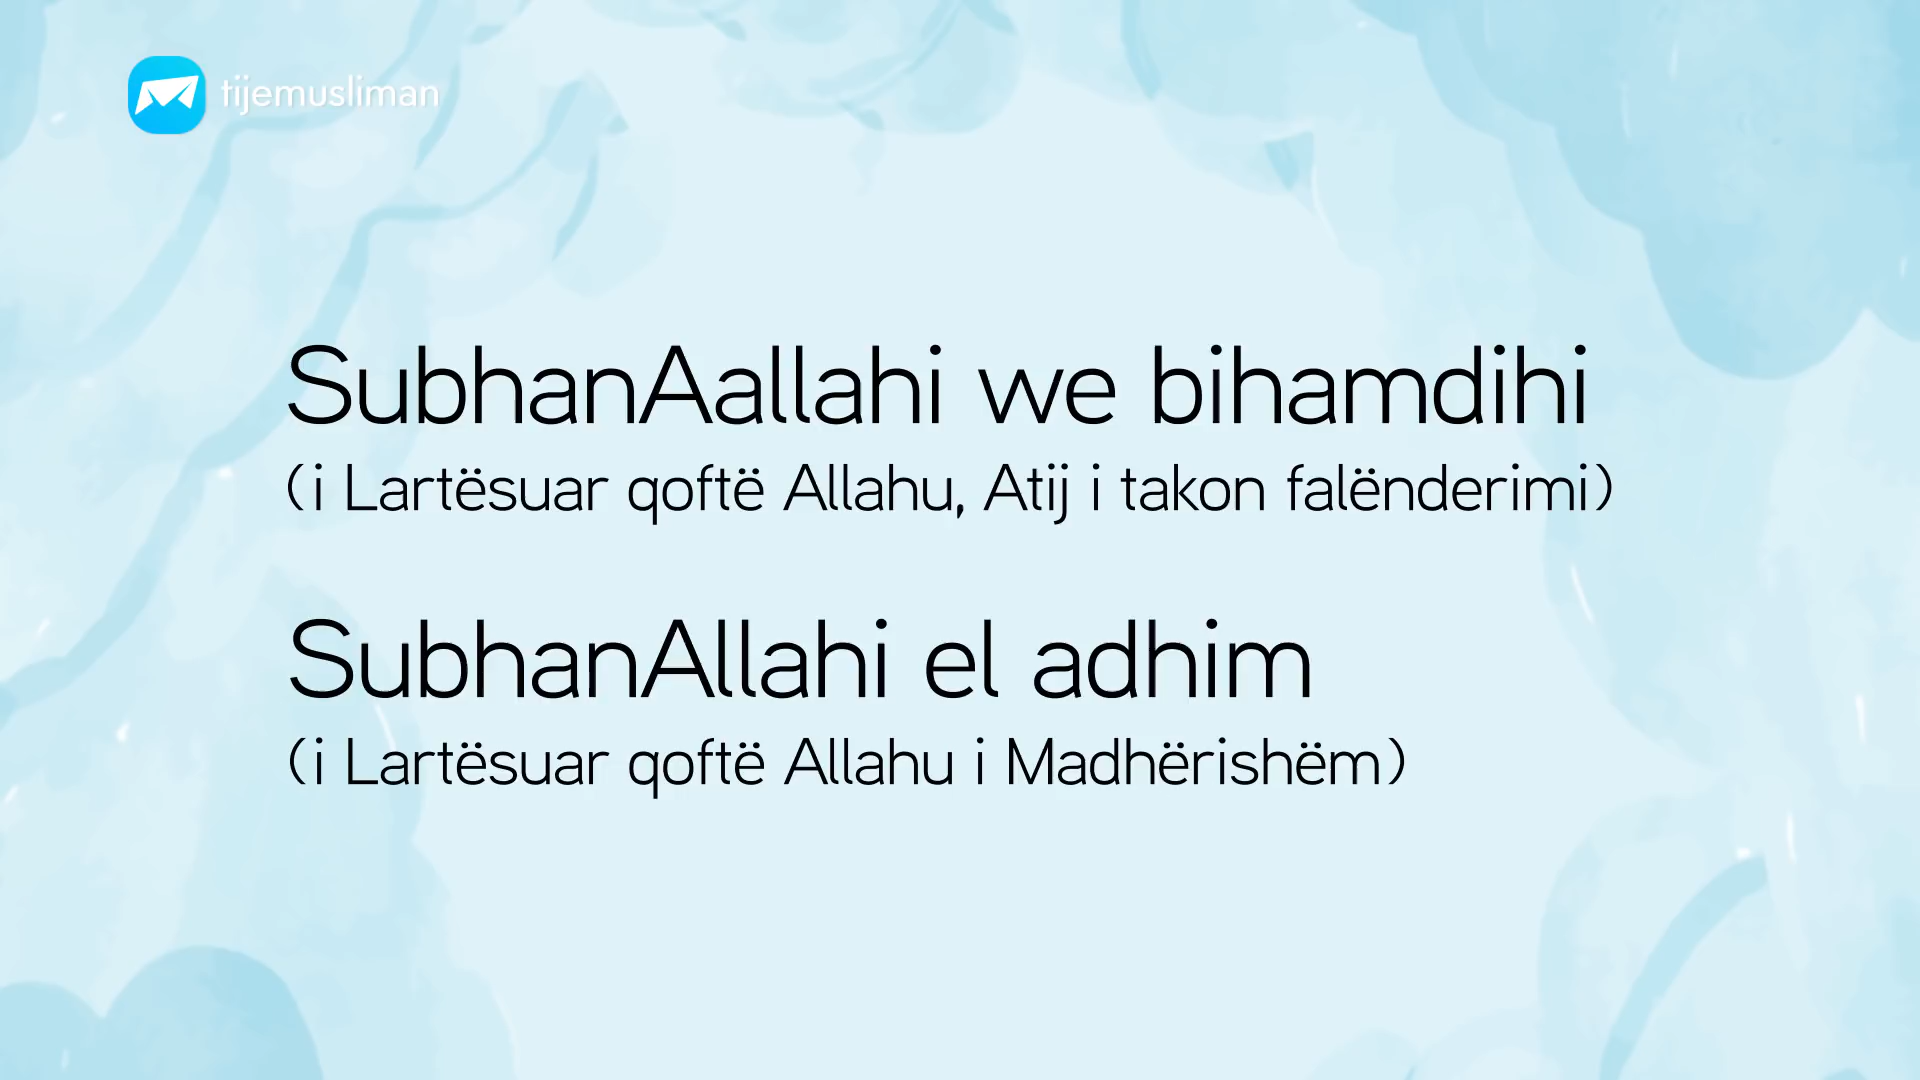 tijemusliman
SubhanAallahi we bihamdihi
(i Lartësuar qoftë Allahu, Atij i takon falënderimi)
SubhanAllahi el adhim
(i Lartësuar qoftë Allahu i Madhërishëm)